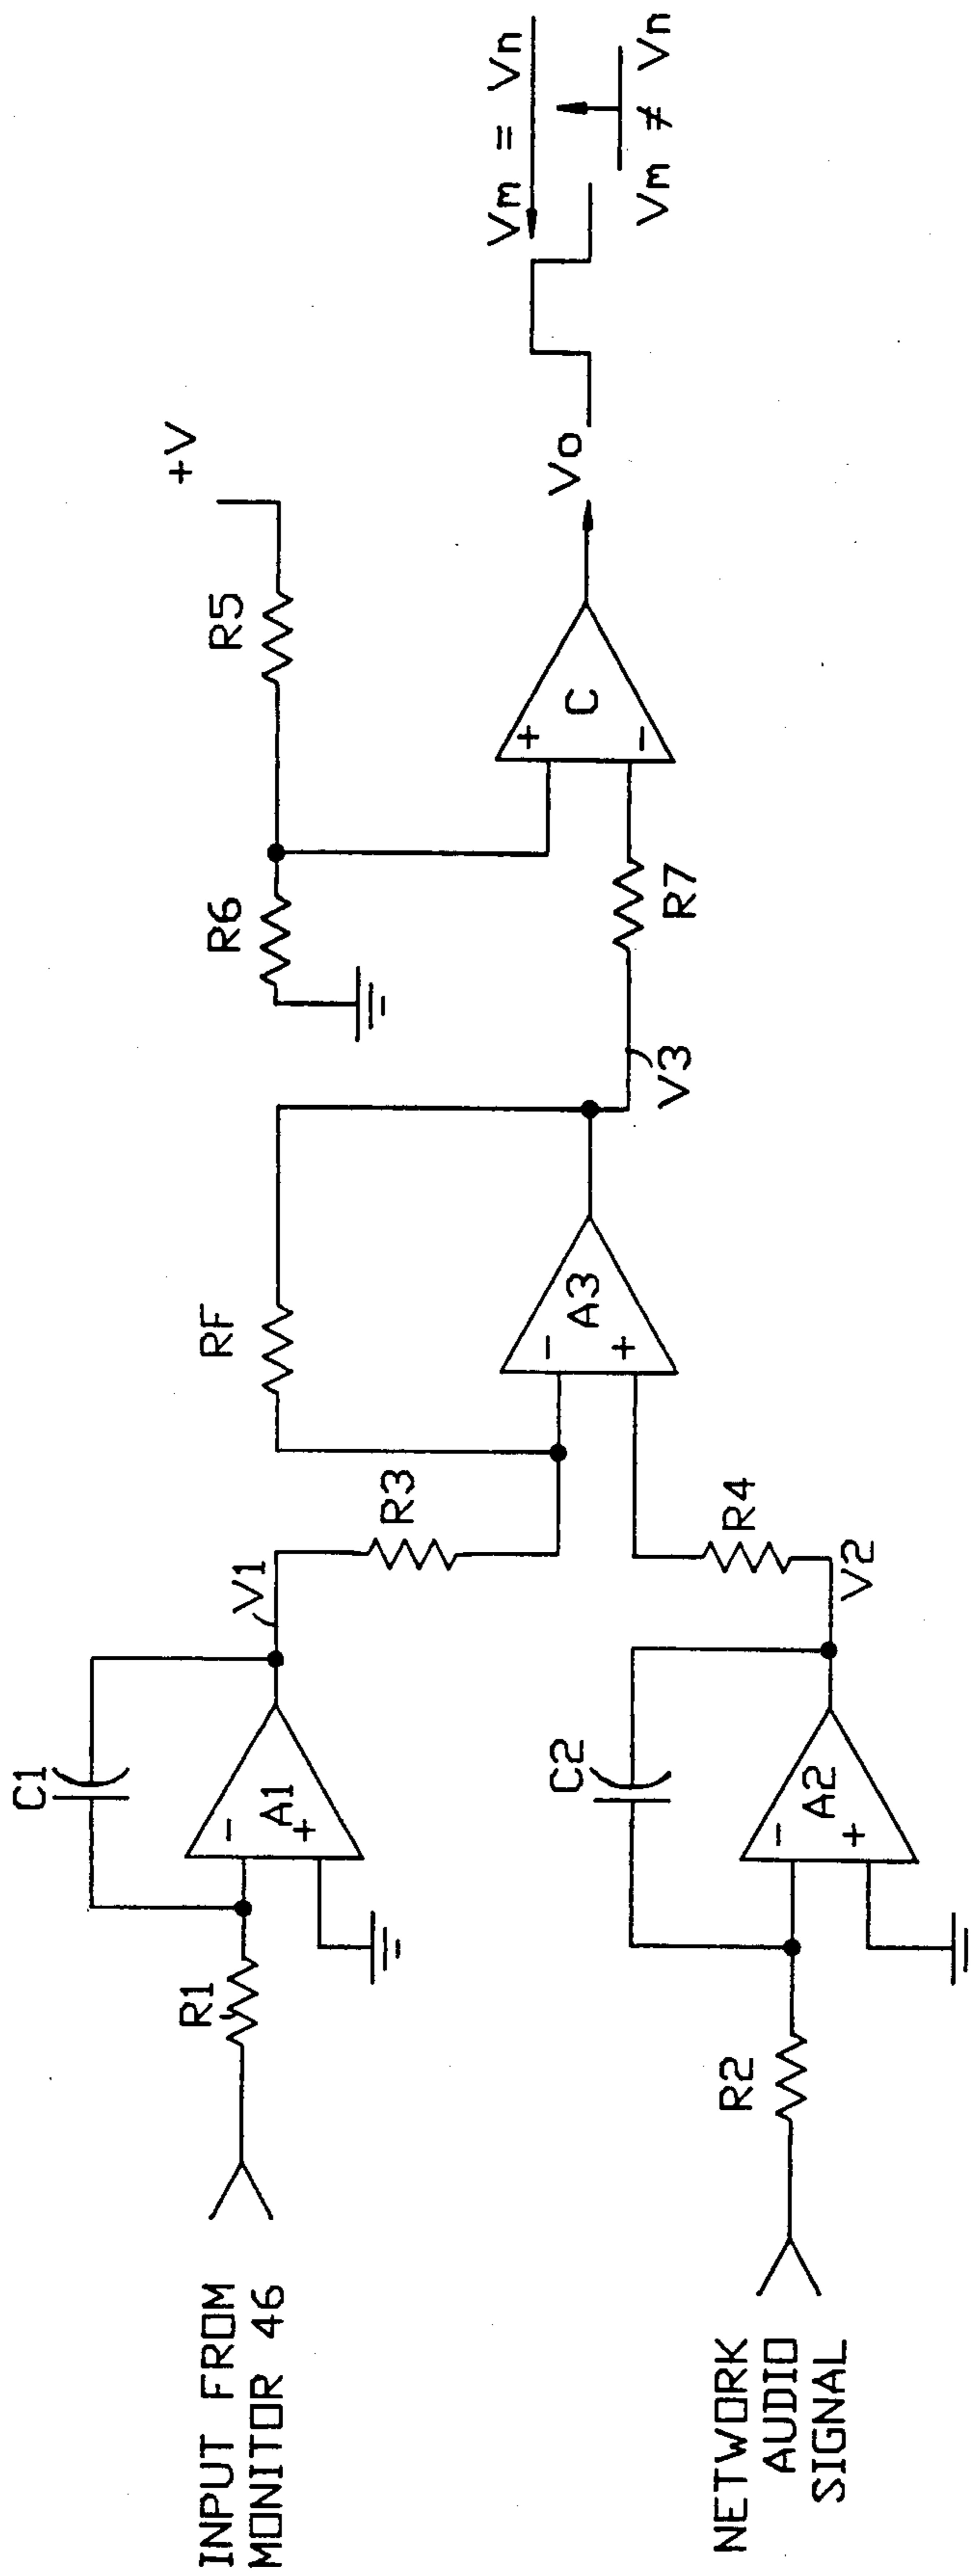 INPUT FROM
MONITOR 46
R1
C1
-
A1
+
V1
R3
NETWORK
AUDIO
SIGNAL
R2
C2
-
A2
+
V2
R4
RF
-
A3
+
V3
R6
R5
+V
R7
+
C
-
Vo
Vm = Vn
Vm ≠ Vn